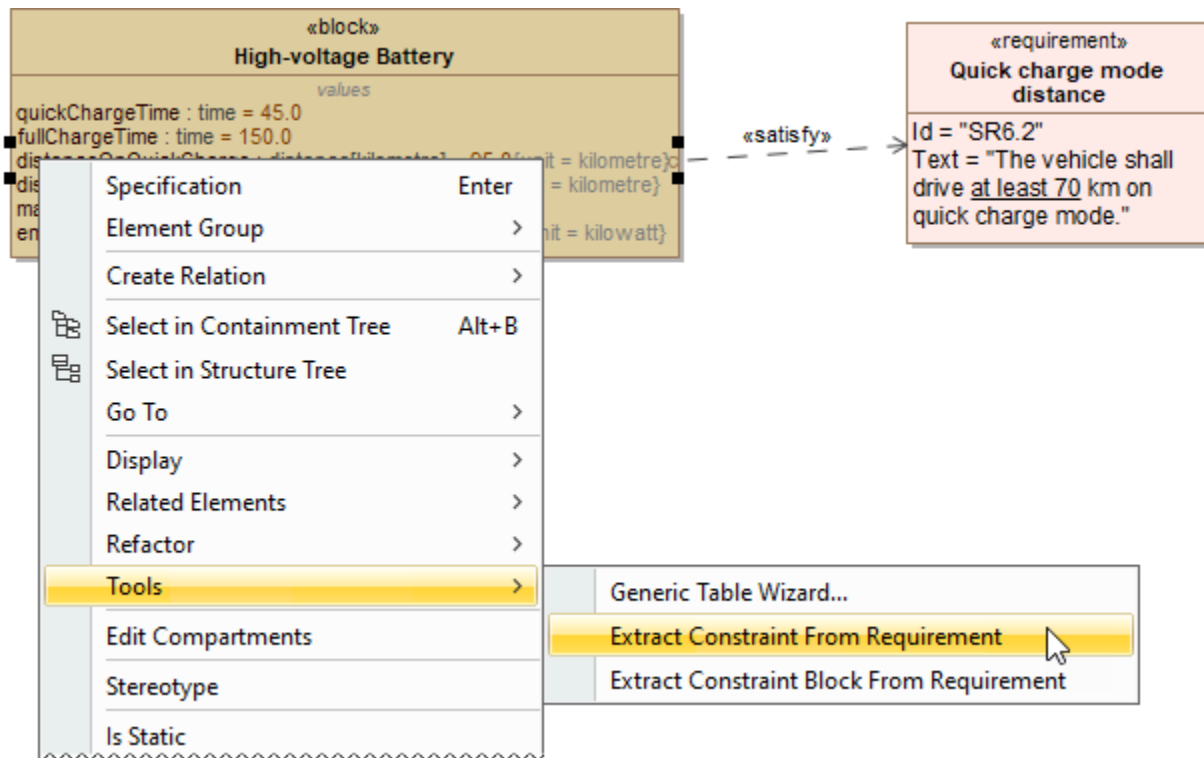 «block»
High-voltage Battery
values
quickChargeTime : time = 45.0
fullChargeTime : time = 150.0
«requirement»
Quick charge mode
distance
Id = "SR6.2"
Text = "The vehicle shall
drive at least 70 km on
quick charge mode."
«satisfy»
= kilometre}
= kilowatt}
Specification Enter
Element Group
Create Relation
Select in Containment Tree Alt+B
Select in Structure Tree
Go To
Display
Related Elements
Refactor
Tools
Edit Compartments
Stereotype
Is Static
Generic Table Wizard...
Extract Constraint From Requirement
Extract Constraint Block From Requirement